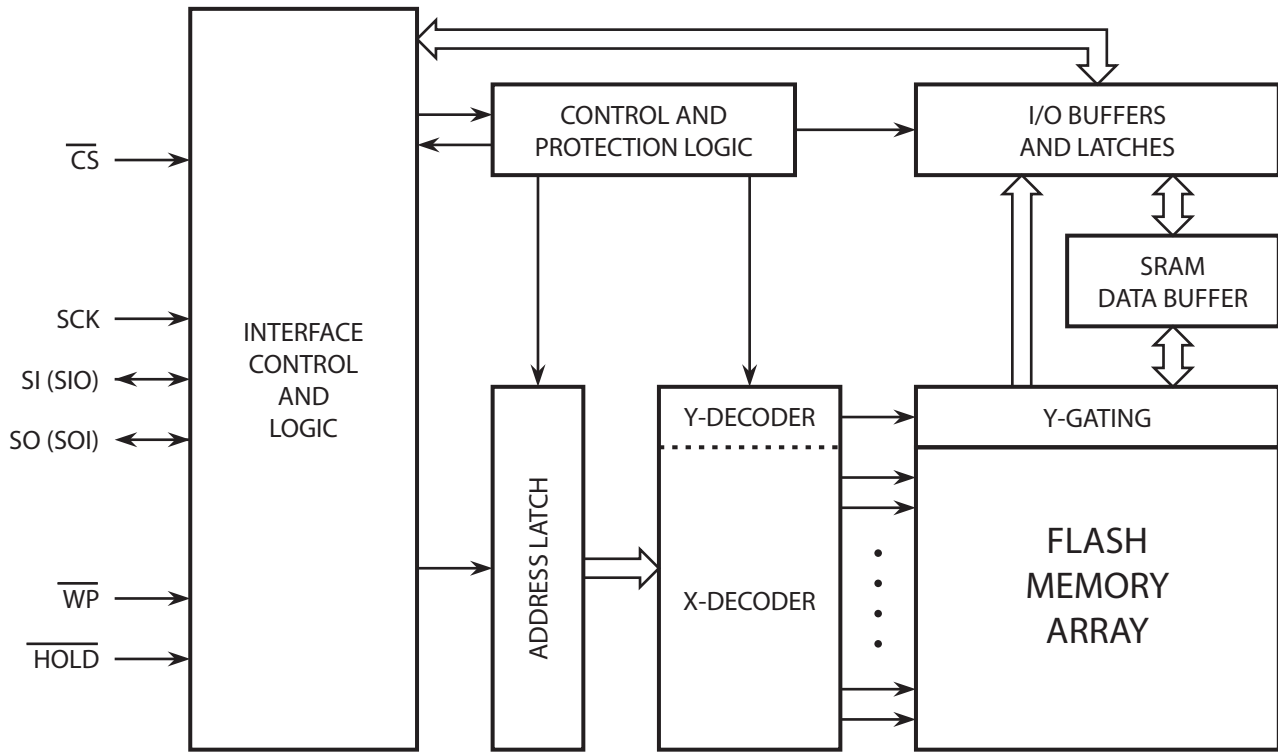 CS
SCK
SI (SIO)
SO (SOI)
WP
HOLD
INTERFACE
CONTROL
AND
LOGIC
CONTROL AND
PROTECTION LOGIC
I/O BUFFERS
AND LATCHES
SRAM
DATA BUFFER
ADDRESS LATCH
Y-DECODER
X-DECODER
Y-GATING
FLASH
MEMORY
ARRAY